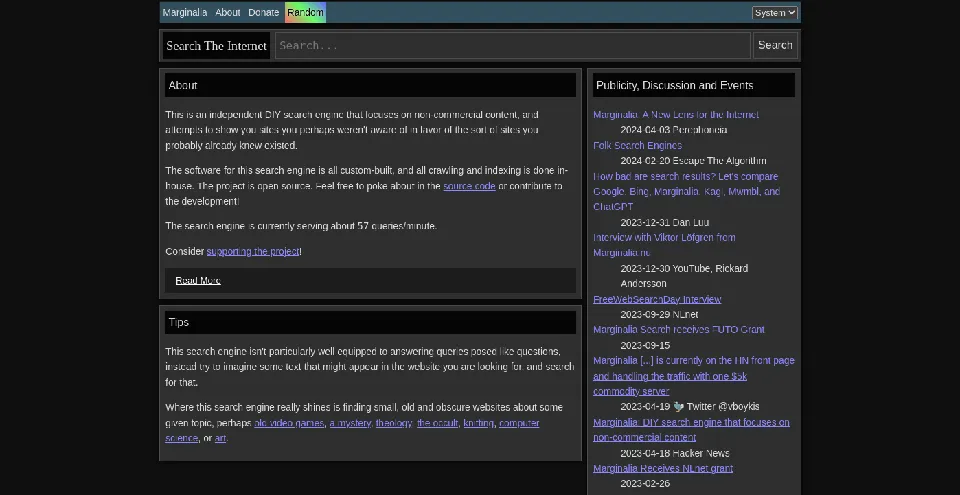 Marginalia About Donate Random System
Search The Internet Search... Search
About
This is an independent DIY search engine that focuses on non-commercial content, and
attempts to show you sites you perhaps weren't aware of in favor of the sort of sites you
probably already knew existed.
The software for this search engine is all custom-built, and all crawling and indexing is done in-
house. The project is open source. Feel free to poke about in the source code or contribute to
the development!
The search engine is currently serving about 57 queries/minute.
Consider supporting the project!
Read More
Tips
This search engine isn't particularly well equipped to answering queries posed like questions,
instead try to imagine some text that might appear in the website you are looking for, and search
for that.
Where this search engine really shines is finding small, old and obscure websites about some
given topic, perhaps old video games, a mystery, theology, the occult, knitting, computer
science, or art.
Publicity, Discussion and Events
Marginalia: A New Lens for the Internet
2024-04-03 Perephoneia
Folk Search Engines
2024-02-20 Escape The Algorithm
How bad are search results? Let's compare
Google, Bing, Marginalia, Kagi, Mwmbl, and
ChatGPT
2023-12-31 Dan Luu
Interview with Viktor Löfgren from
Marginalia.nu
2023-12-30 YouTube, Rickard
Andersson
FreeWebSearchDay Interview
2023-09-29 NLnet
Marginalia Search receives FUTO Grant
2023-09-15
Marginalia [...] is currently on the HN front page
and handling the traffic with one $5k
commodity server
2023-04-19 🐦 Twitter @vboykis
Marginalia: DIY search engine that focuses on
non-commercial content
2023-04-18 Hacker News
Marginalia Receives NLnet grant
2023-02-26